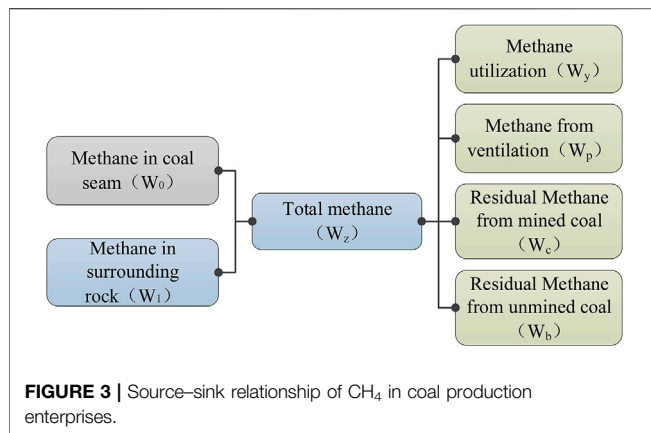 Methane in coal
seam（W₀）
Methane in
surrounding
rock（W₁）
Total methane
(W_z)
Methane
utilization（W_y）
Methane from
ventilation（W_p）
Residual Methane
from mined coal
（W_c）
Residual Methane
from unmined coal
（W_b）
FIGURE 3 | Source–sink relationship of CH₄ in coal production
enterprises.